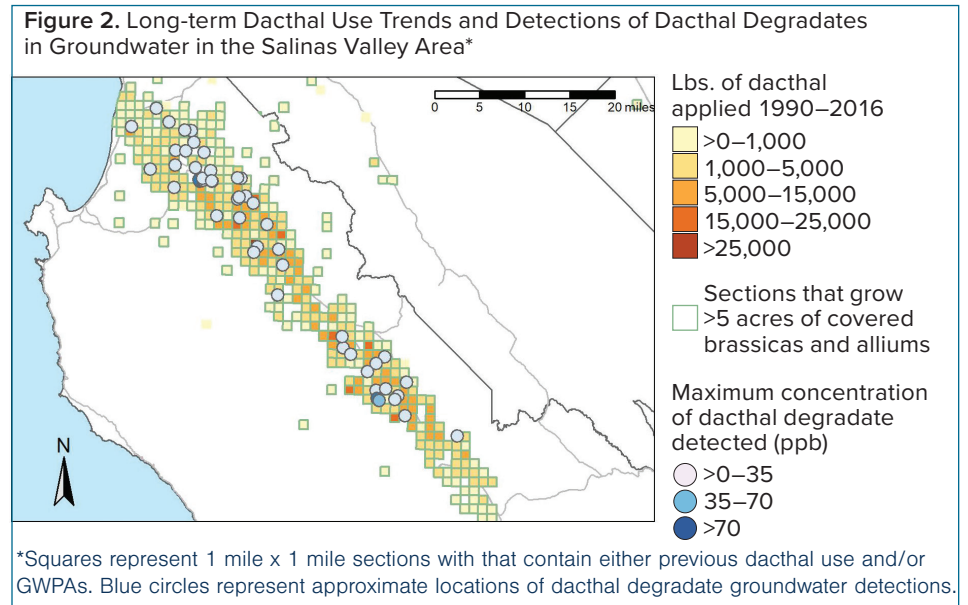 Figure 2. Long-term Dacthal Use Trends and Detections of Dacthal Degradates
in Groundwater in the Salinas Valley Area*
0 5 10 15 20 miles
N
Lbs. of dacthal
applied 1990–2016
>0–1,000
1,000–5,000
5,000–15,000
15,000–25,000
>25,000
Sections that grow
>5 acres of covered
brassicas and alliums
Maximum concentration
of dacthal degradate
detected (ppb)
>0–35
35–70
>70
*Squares represent 1 mile x 1 mile sections with that contain either previous dacthal use and/or
GWPAs. Blue circles represent approximate locations of dacthal degradate groundwater detections.